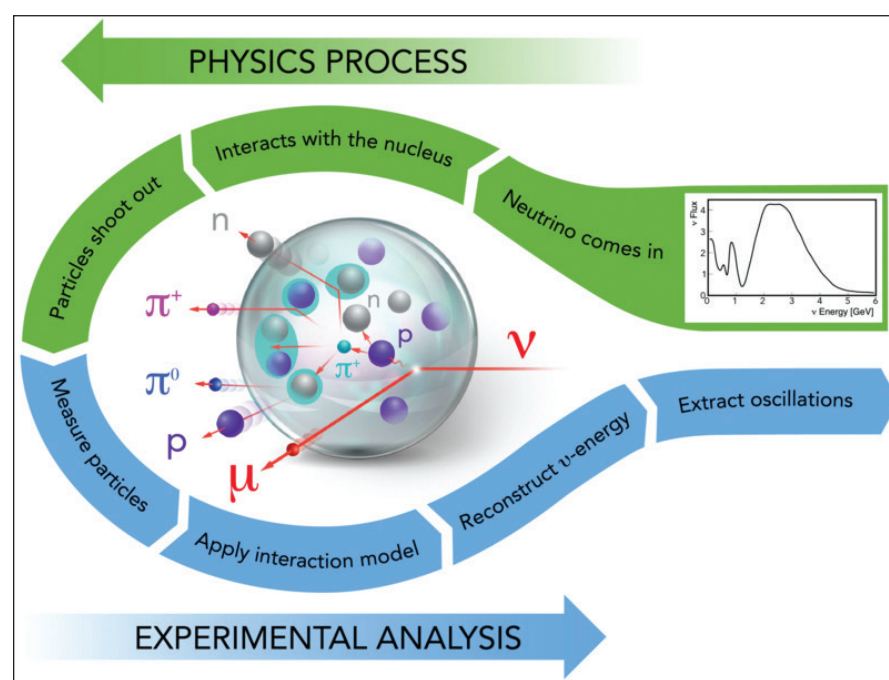 PHYSICS PROCESS
Neutrino comes in
Interacts with the nucleus
Particles shoot out
ν Flux
4
3
2
1
0
0 1 2 3 4 5 6
ν Energy [GeV]
n
π⁺
π⁰
p
μ
n
p
π⁺
ν
Measure particles
Apply interaction model
Reconstruct υ-energy
Extract oscillations
EXPERIMENTAL ANALYSIS